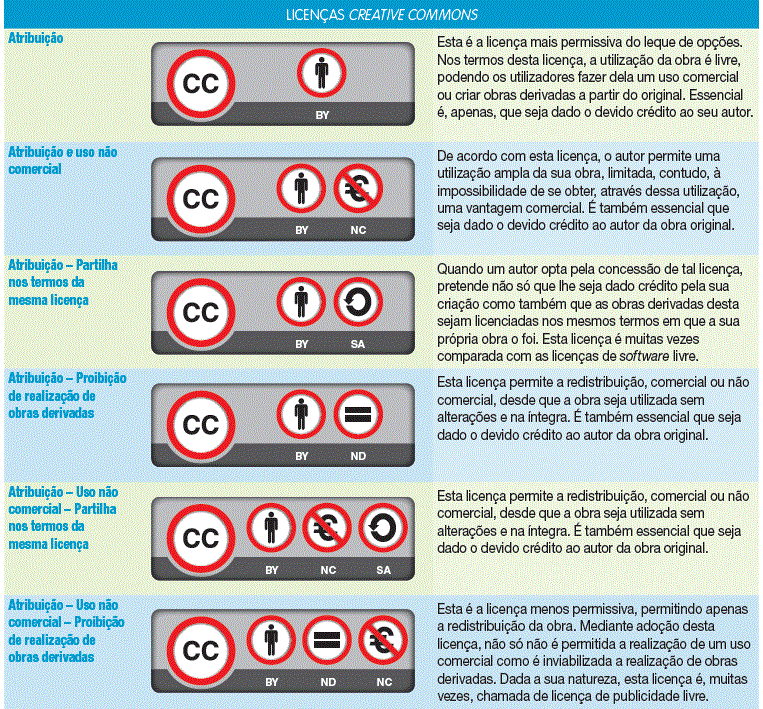 LICENÇAS CREATIVE COMMONS
Atribuição
CC
BY
Esta é a licença mais permissiva do leque de opções.
Nos termos desta licença, a utilização da obra é livre,
podendo os utilizadores fazer dela um uso comercial
ou criar obras derivadas a partir do original. Essencial
é, apenas, que seja dado o devido crédito ao seu autor.
Atribuição e uso não
comercial
CC
BY NC
De acordo com esta licença, o autor permite uma
utilização ampla da sua obra, limitada, contudo, à
impossibilidade de se obter, através dessa utilização,
uma vantagem comercial. É também essencial que
seja dado o devido crédito ao autor da obra original.
Atribuição – Partilha
nos termos da
mesma licença
CC
BY SA
Quando um autor opta pela concessão de tal licença,
pretende não só que lhe seja dado crédito pela sua
criação como também que as obras derivadas desta
sejam licenciadas nos mesmos termos em que a sua
própria obra o foi. Esta licença é muitas vezes
comparada com as licenças de software livre.
Atribuição – Proibição
de realização de
obras derivadas
CC
BY ND
Esta licença permite a redistribuição, comercial ou não
comercial, desde que a obra seja utilizada sem
alterações e na íntegra. É também essencial que seja
dado o devido crédito ao autor da obra original.
Atribuição – Uso não
comercial – Partilha
nos termos da
mesma licença
CC
BY NC SA
Esta licença permite a redistribuição, comercial ou não
comercial, desde que a obra seja utilizada sem
alterações e na íntegra. É também essencial que seja
dado o devido crédito ao autor da obra original.
Atribuição – Uso não
comercial – Proibição
de realização de
obras derivadas
CC
BY ND NC
Esta é a licença menos permissiva, permitindo apenas
a redistribuição da obra. Mediante adoção desta
licença, não só não é permitida a realização de um uso
comercial como é inviabilizada a realização de obras
derivadas. Dada a sua natureza, esta licença é, muitas
vezes, chamada de licença de publicidade livre.